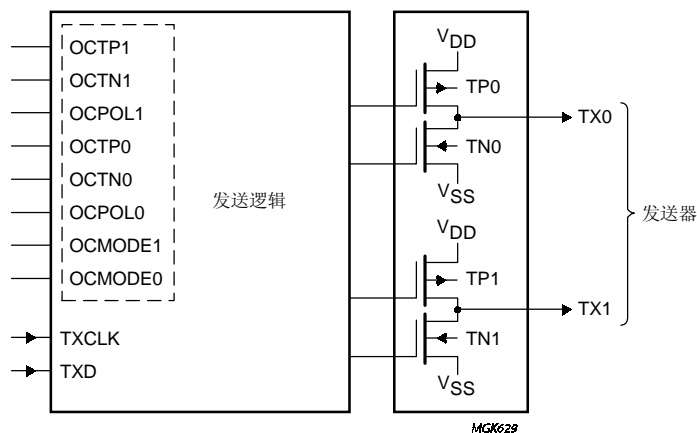 OCTP1
OCTN1
OCPOL1
OCTP0
OCTN0
OCPOL0
OCMODE1
OCMODE0
TXCLK
TXD
发送逻辑
VDD
TP0
TN0
VSS
VDD
TP1
TN1
VSS
TX0
TX1
发送器
MGK629